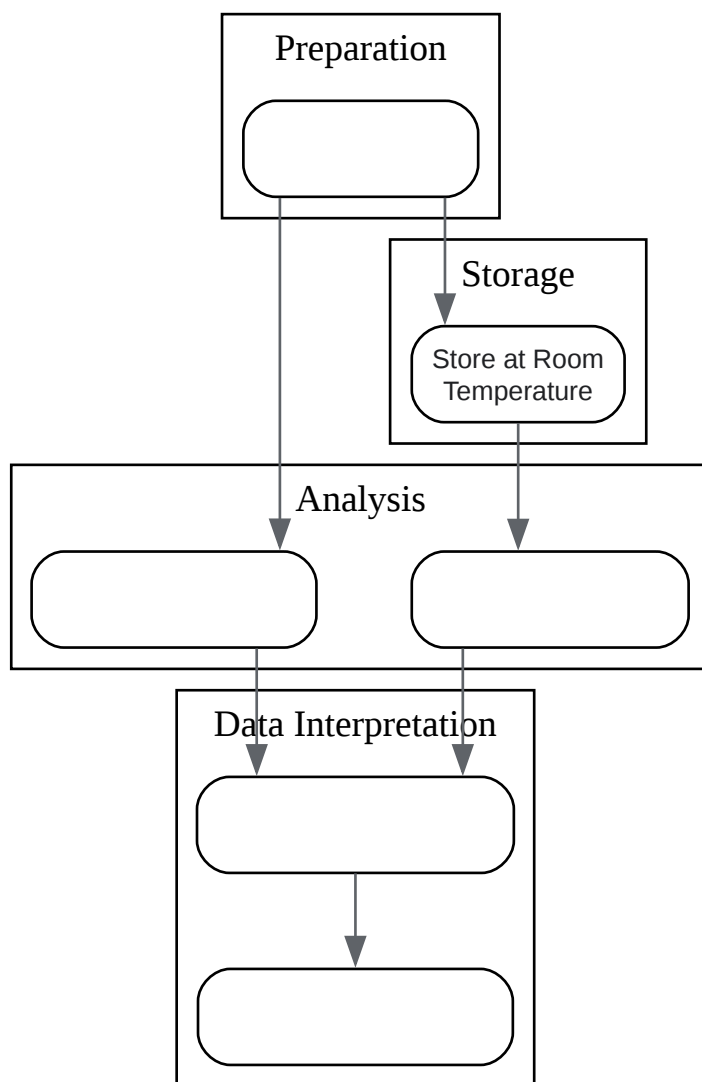 Preparation
Storage
Store at Room
Temperature
Analysis
Data Interpretation